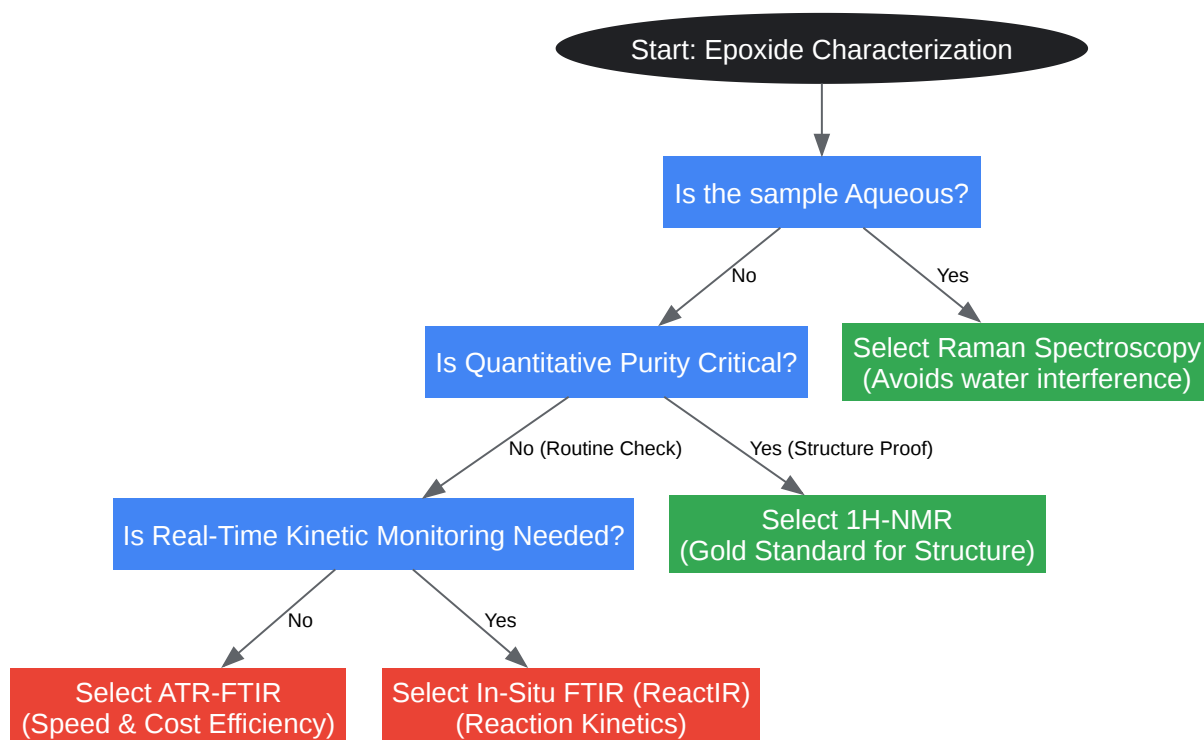 Start: Epoxide Characterization
Is the sample Aqueous?
No
Yes
Is Quantitative Purity Critical?
Select Raman Spectroscopy
(Avoids water interference)
No (Routine Check)
Yes (Structure Proof)
Is Real-Time Kinetic Monitoring Needed?
Select 1H-NMR
(Gold Standard for Structure)
No
Yes
Select ATR-FTIR
(Speed & Cost Efficiency)
Select In-Situ FTIR (ReactIR)
(Reaction Kinetics)